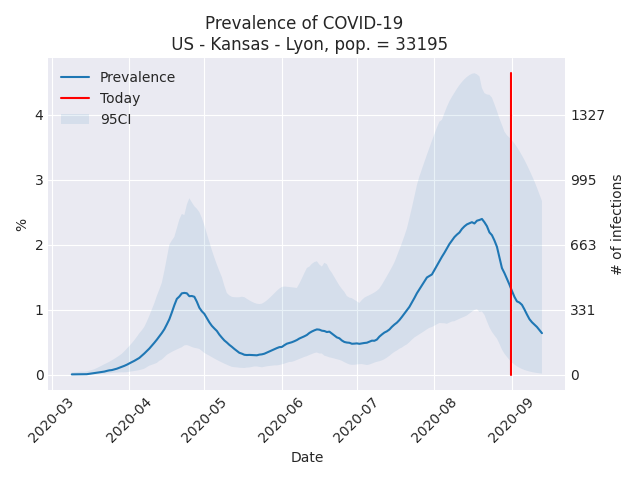 Prevalence of COVID-19
US - Kansas - Lyon, pop. = 33195
Prevalence
Today
95CI
%
4
3
2
1
0
1327
995
663
331
0
# of infections
2020-03
2020-04
2020-05
2020-06
2020-07
2020-08
2020-09
Date